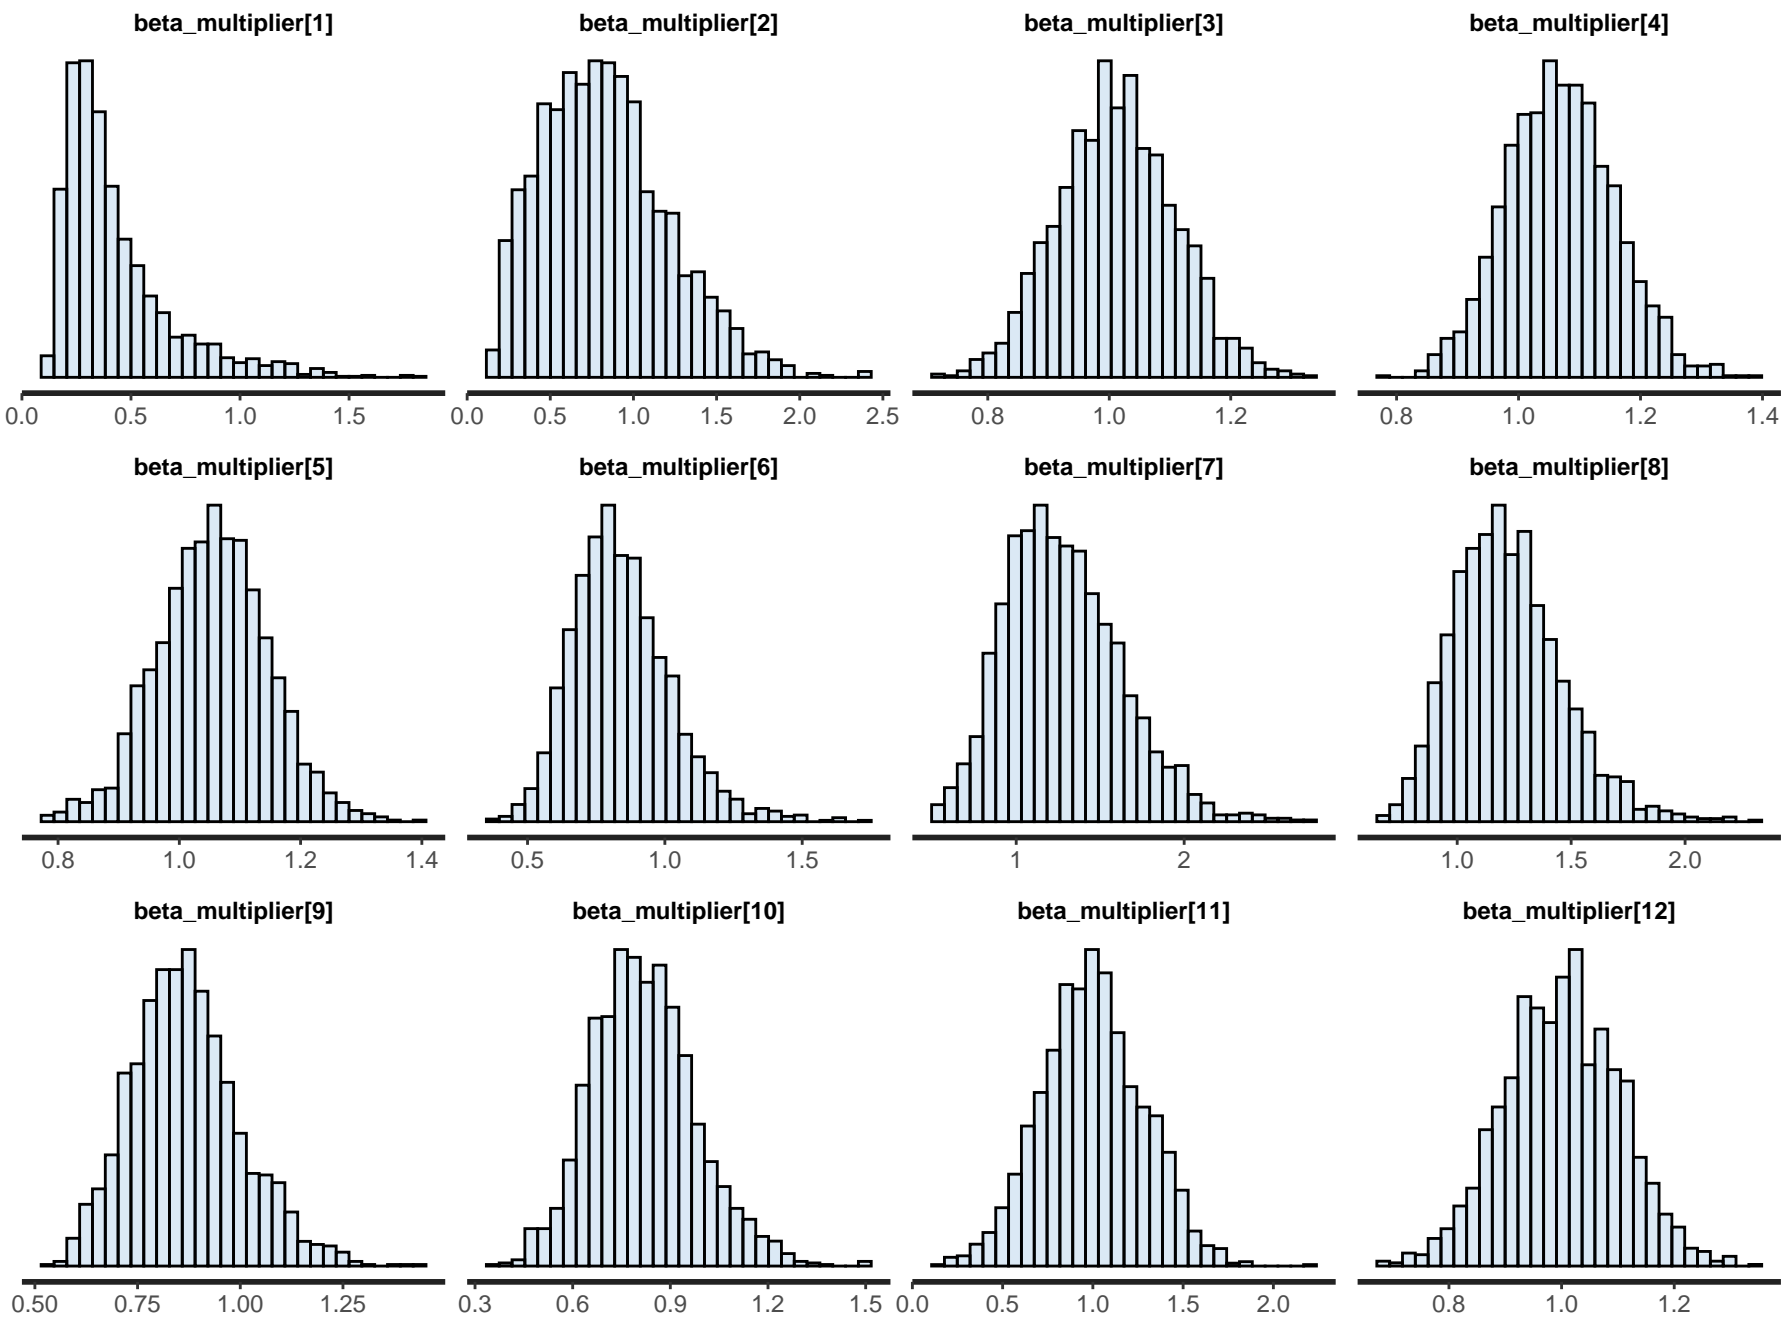 beta_multiplier[1] beta_multiplier[2] beta_multiplier[3] beta_multiplier[4]
0.0 0.5 1.0 1.5 0.0 0.5 1.0 1.5 2.0 2.5 0.8 1.0 1.2 0.8 1.0 1.2 1.4
beta_multiplier[5] beta_multiplier[6] beta_multiplier[7] beta_multiplier[8]
0.8 1.0 1.2 1.4 0.5 1.0 1.5 1 2 1.0 1.5 2.0
beta_multiplier[9] beta_multiplier[10] beta_multiplier[11] beta_multiplier[12]
0.50 0.75 1.00 1.25 0.3 0.6 0.9 1.2 1.5 0.0 0.5 1.0 1.5 2.0 0.8 1.0 1.2